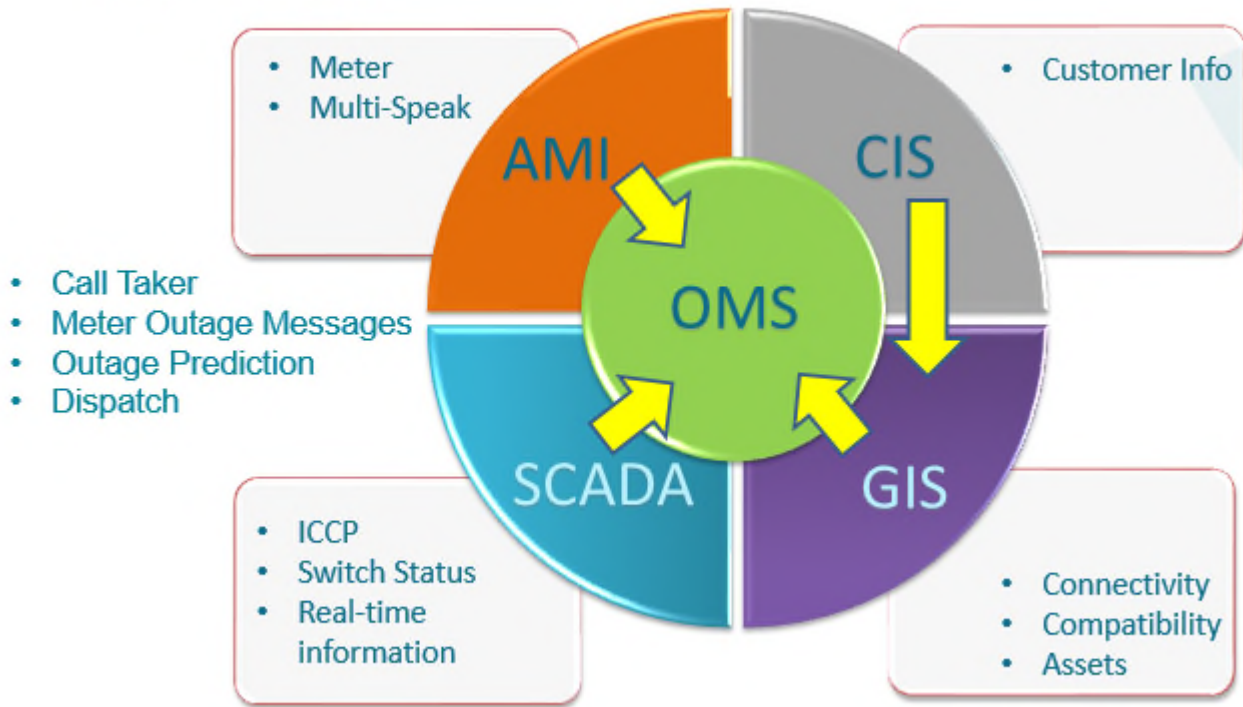 • Meter
• Multi-Speak
• Customer Info
AMI
CIS
• Call Taker
• Meter Outage Messages
• Outage Prediction
• Dispatch
OMS
SCADA
GIS
• ICCP
• Switch Status
• Real-time
information
• Connectivity
• Compatibility
• Assets